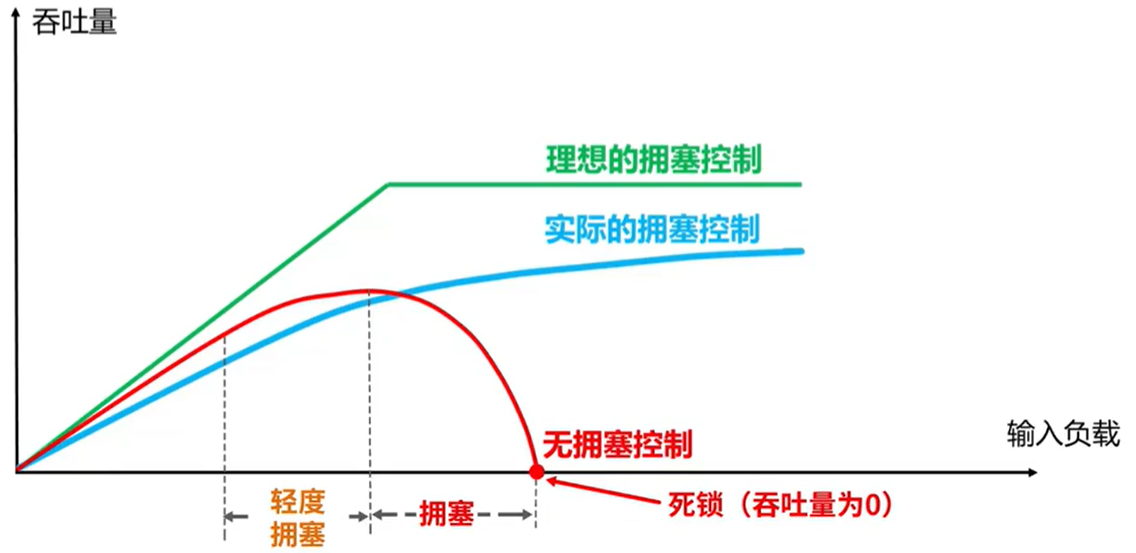 吞吐量
理想的拥塞控制
实际的拥塞控制
无拥塞控制
输入负载
轻度
拥塞
拥塞
死锁（吞吐量为0）